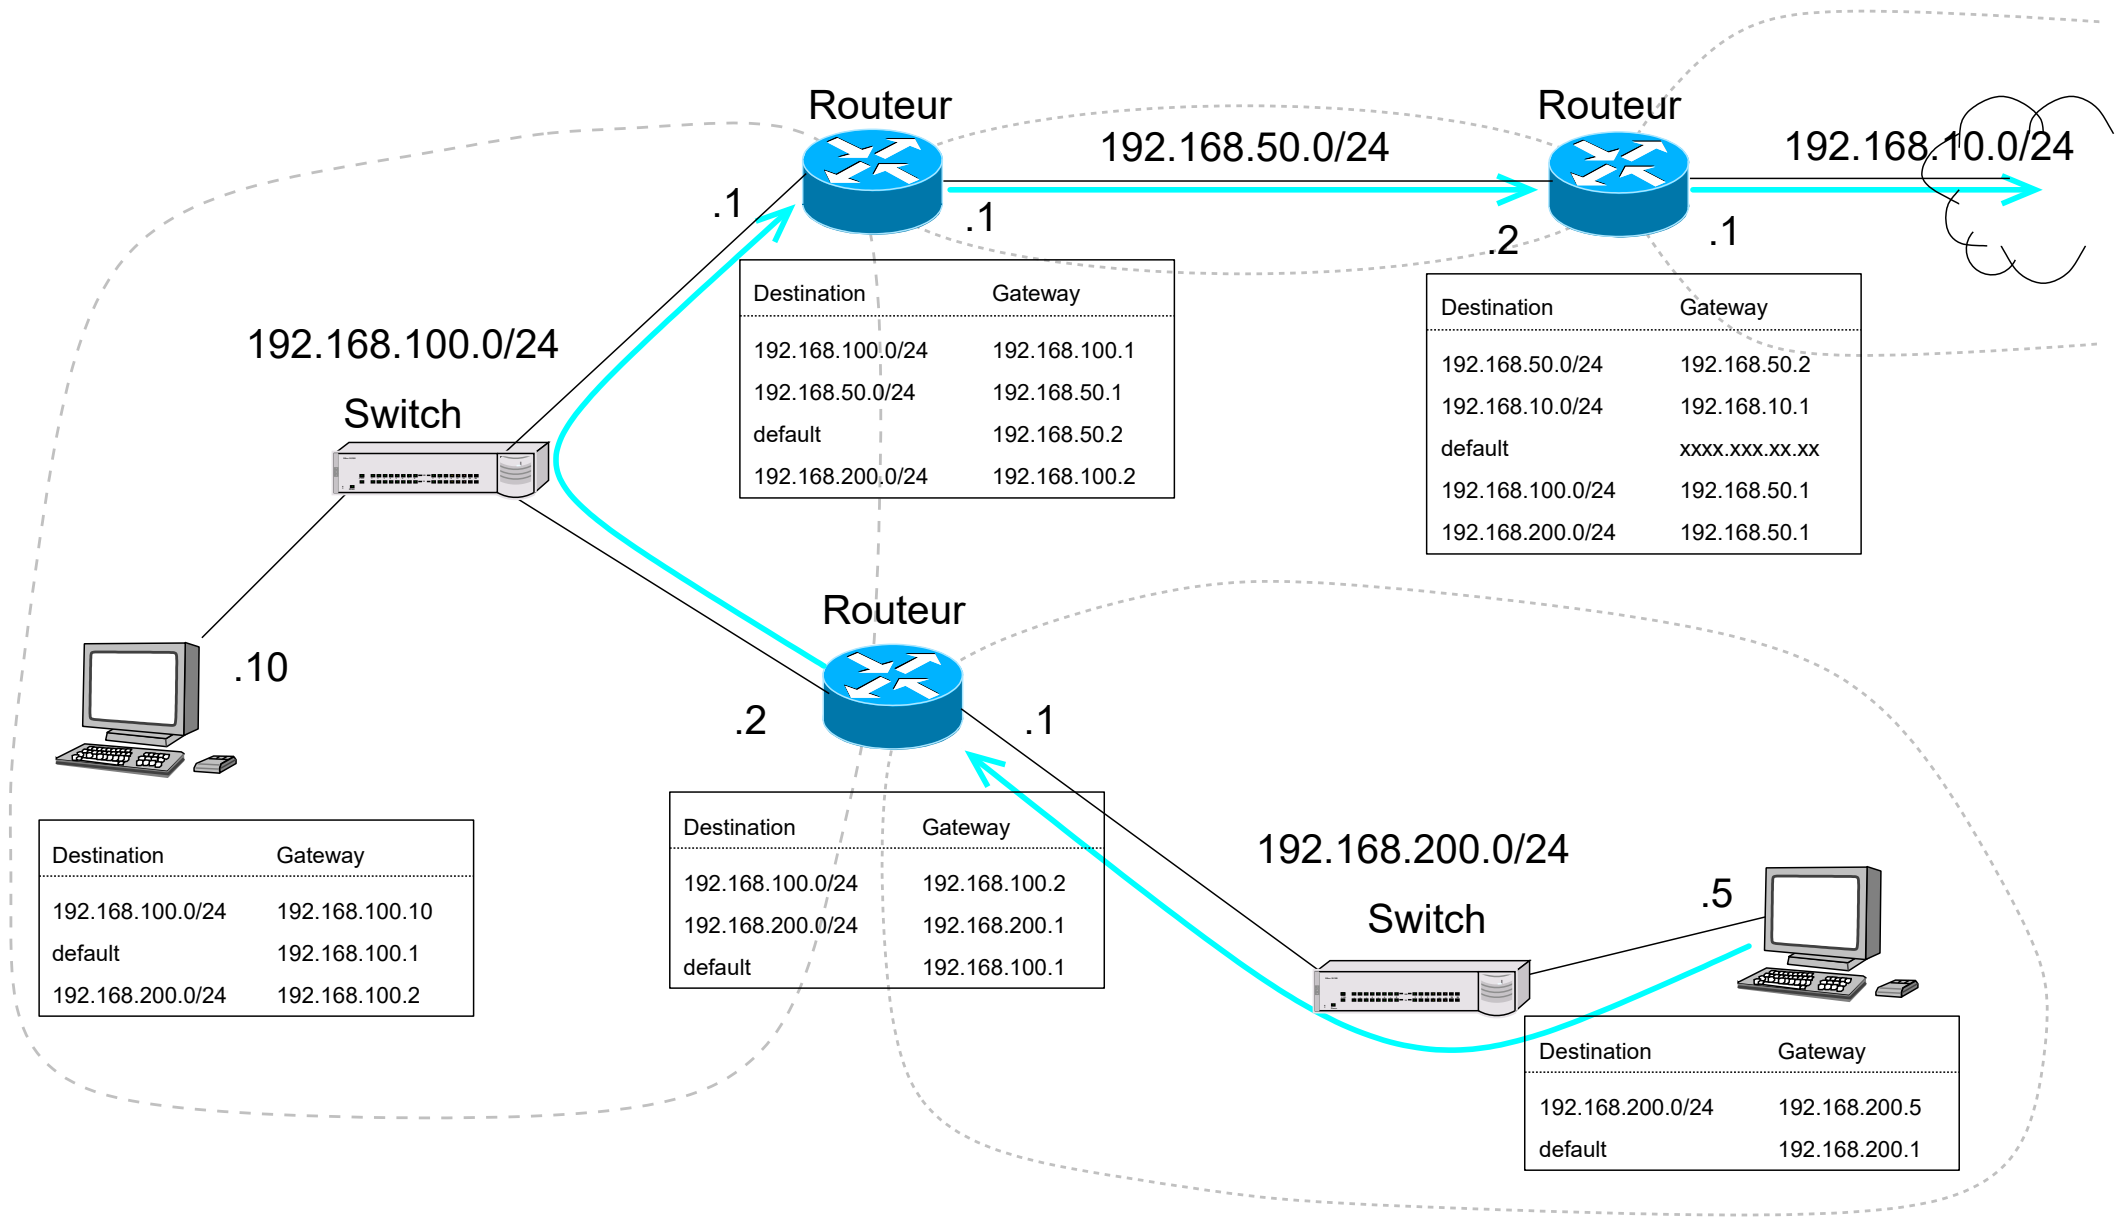 Routeur
Routeur
192.168.50.0/24
192.168.10.0/24
.1
.1
.2
.1
Destination Gateway
192.168.100.0/24 192.168.100.1
192.168.50.0/24 192.168.50.1
default 192.168.50.2
192.168.200.0/24 192.168.100.2
Destination Gateway
192.168.50.0/24 192.168.50.2
192.168.10.0/24 192.168.10.1
default xxxx.xxx.xx.xx
192.168.100.0/24 192.168.50.1
192.168.200.0/24 192.168.50.1
192.168.100.0/24
Switch
Routeur
.10
.2
.1
Destination Gateway
192.168.100.0/24 192.168.100.10
default 192.168.100.1
192.168.200.0/24 192.168.100.2
Destination Gateway
192.168.100.0/24 192.168.100.2
192.168.200.0/24 192.168.200.1
default 192.168.100.1
192.168.200.0/24
Switch
.5
Destination Gateway
192.168.200.0/24 192.168.200.5
default 192.168.200.1